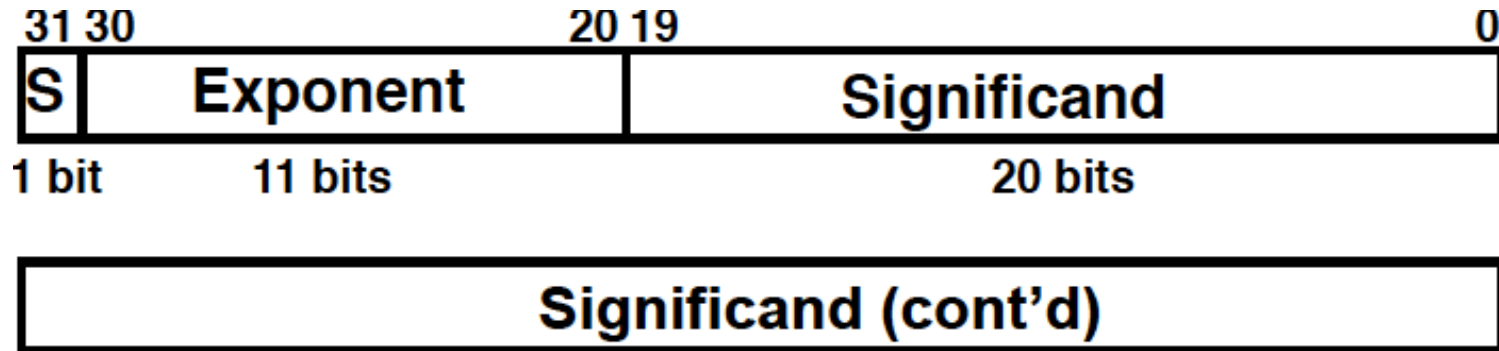 31 30 20 19 0
S Exponent Significand
1 bit 11 bits 20 bits
Significand (cont’d)